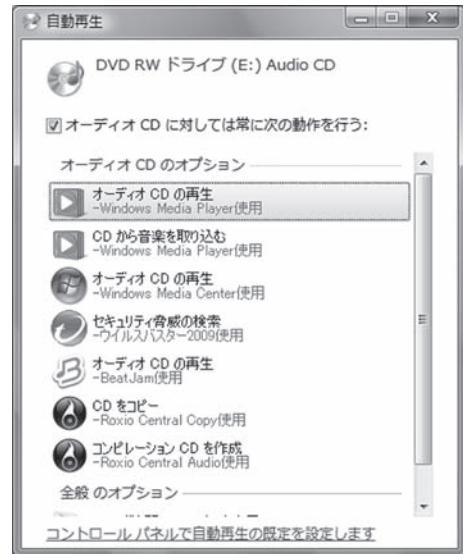 自動再生
DVD RW ドライブ (E:) Audio CD
オーディオ CD に対しては常に次の動作を行う:
オーディオ CD のオプション
オーディオ CD の再生
-Windows Media Player使用
CD から音楽を取り込む
-Windows Media Player使用
オーディオ CD の再生
-Windows Media Center使用
セキュリティ脅威の検索
-ウイルスバスター2009使用
オーディオ CD の再生
-BeatJam使用
CD をコピー
-Roxio Central Copy使用
コンピレーション CD を作成
-Roxio Central Audio使用
全般 のオプション
コントロール パネルで自動再生の既定を設定します